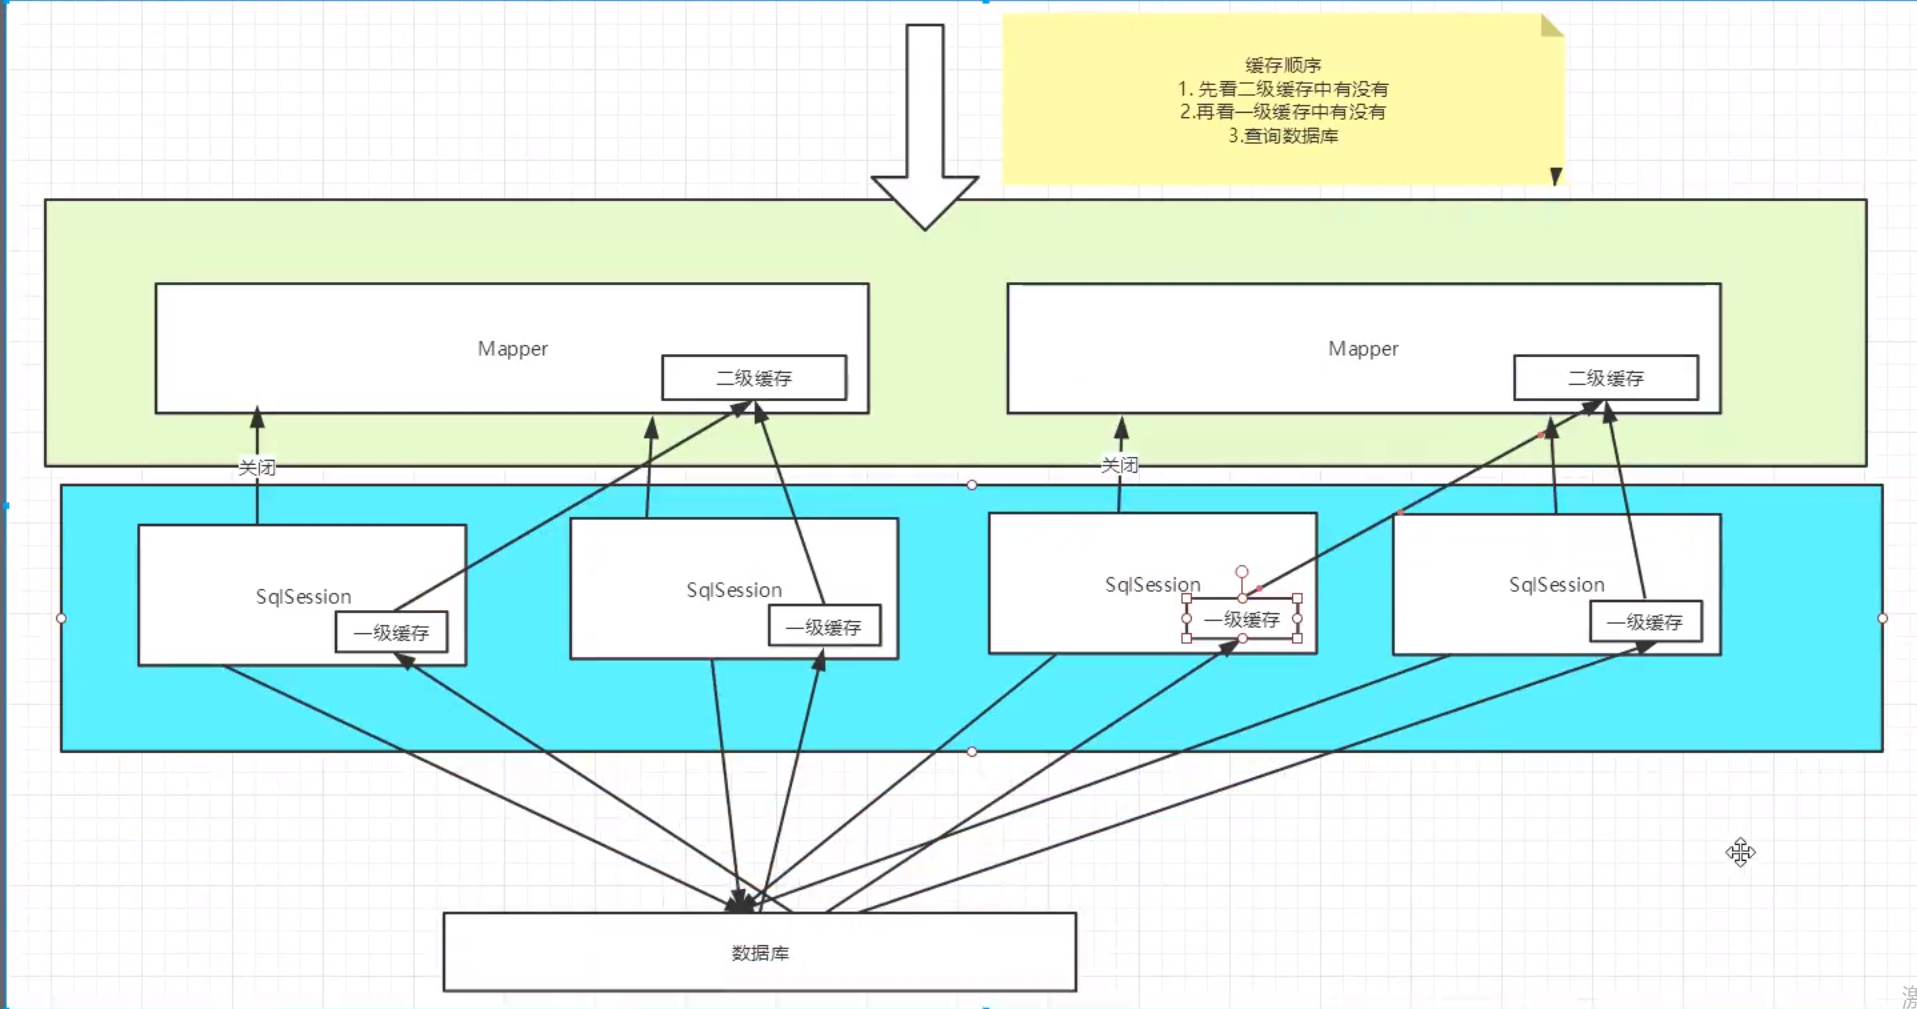 缓存顺序
1. 先看二级缓存中有没有
2.再看一级缓存中有没有
3.查询数据库
Mapper
二级缓存
Mapper
二级缓存
关闭
关闭
SqlSession
一级缓存
SqlSession
一级缓存
SqlSession
一级缓存
SqlSession
一级缓存
数据库